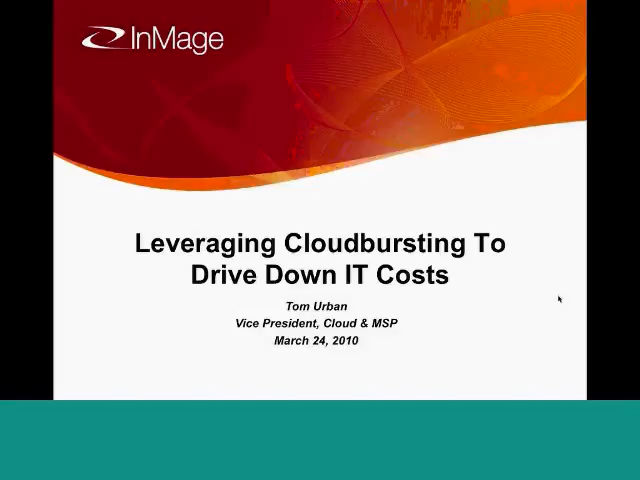 InMage
Leveraging Cloudbursting To
Drive Down IT Costs
Tom Urban
Vice President, Cloud & MSP
March 24, 2010